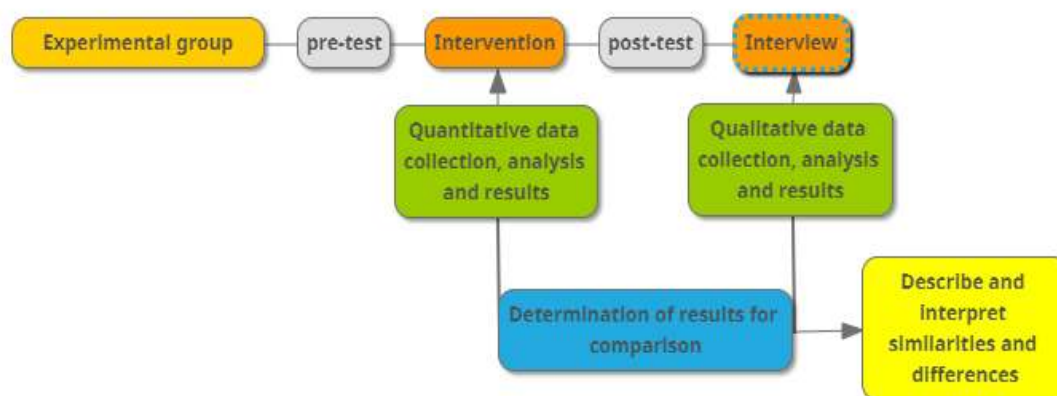 Experimental group
pre-test
Intervention
post-test
Interview
Quantitative data
collection, analysis
and results
Qualitative data
collection, analysis
and results
Determination of results for
comparison
Describe and
interpret
similarities and
differences